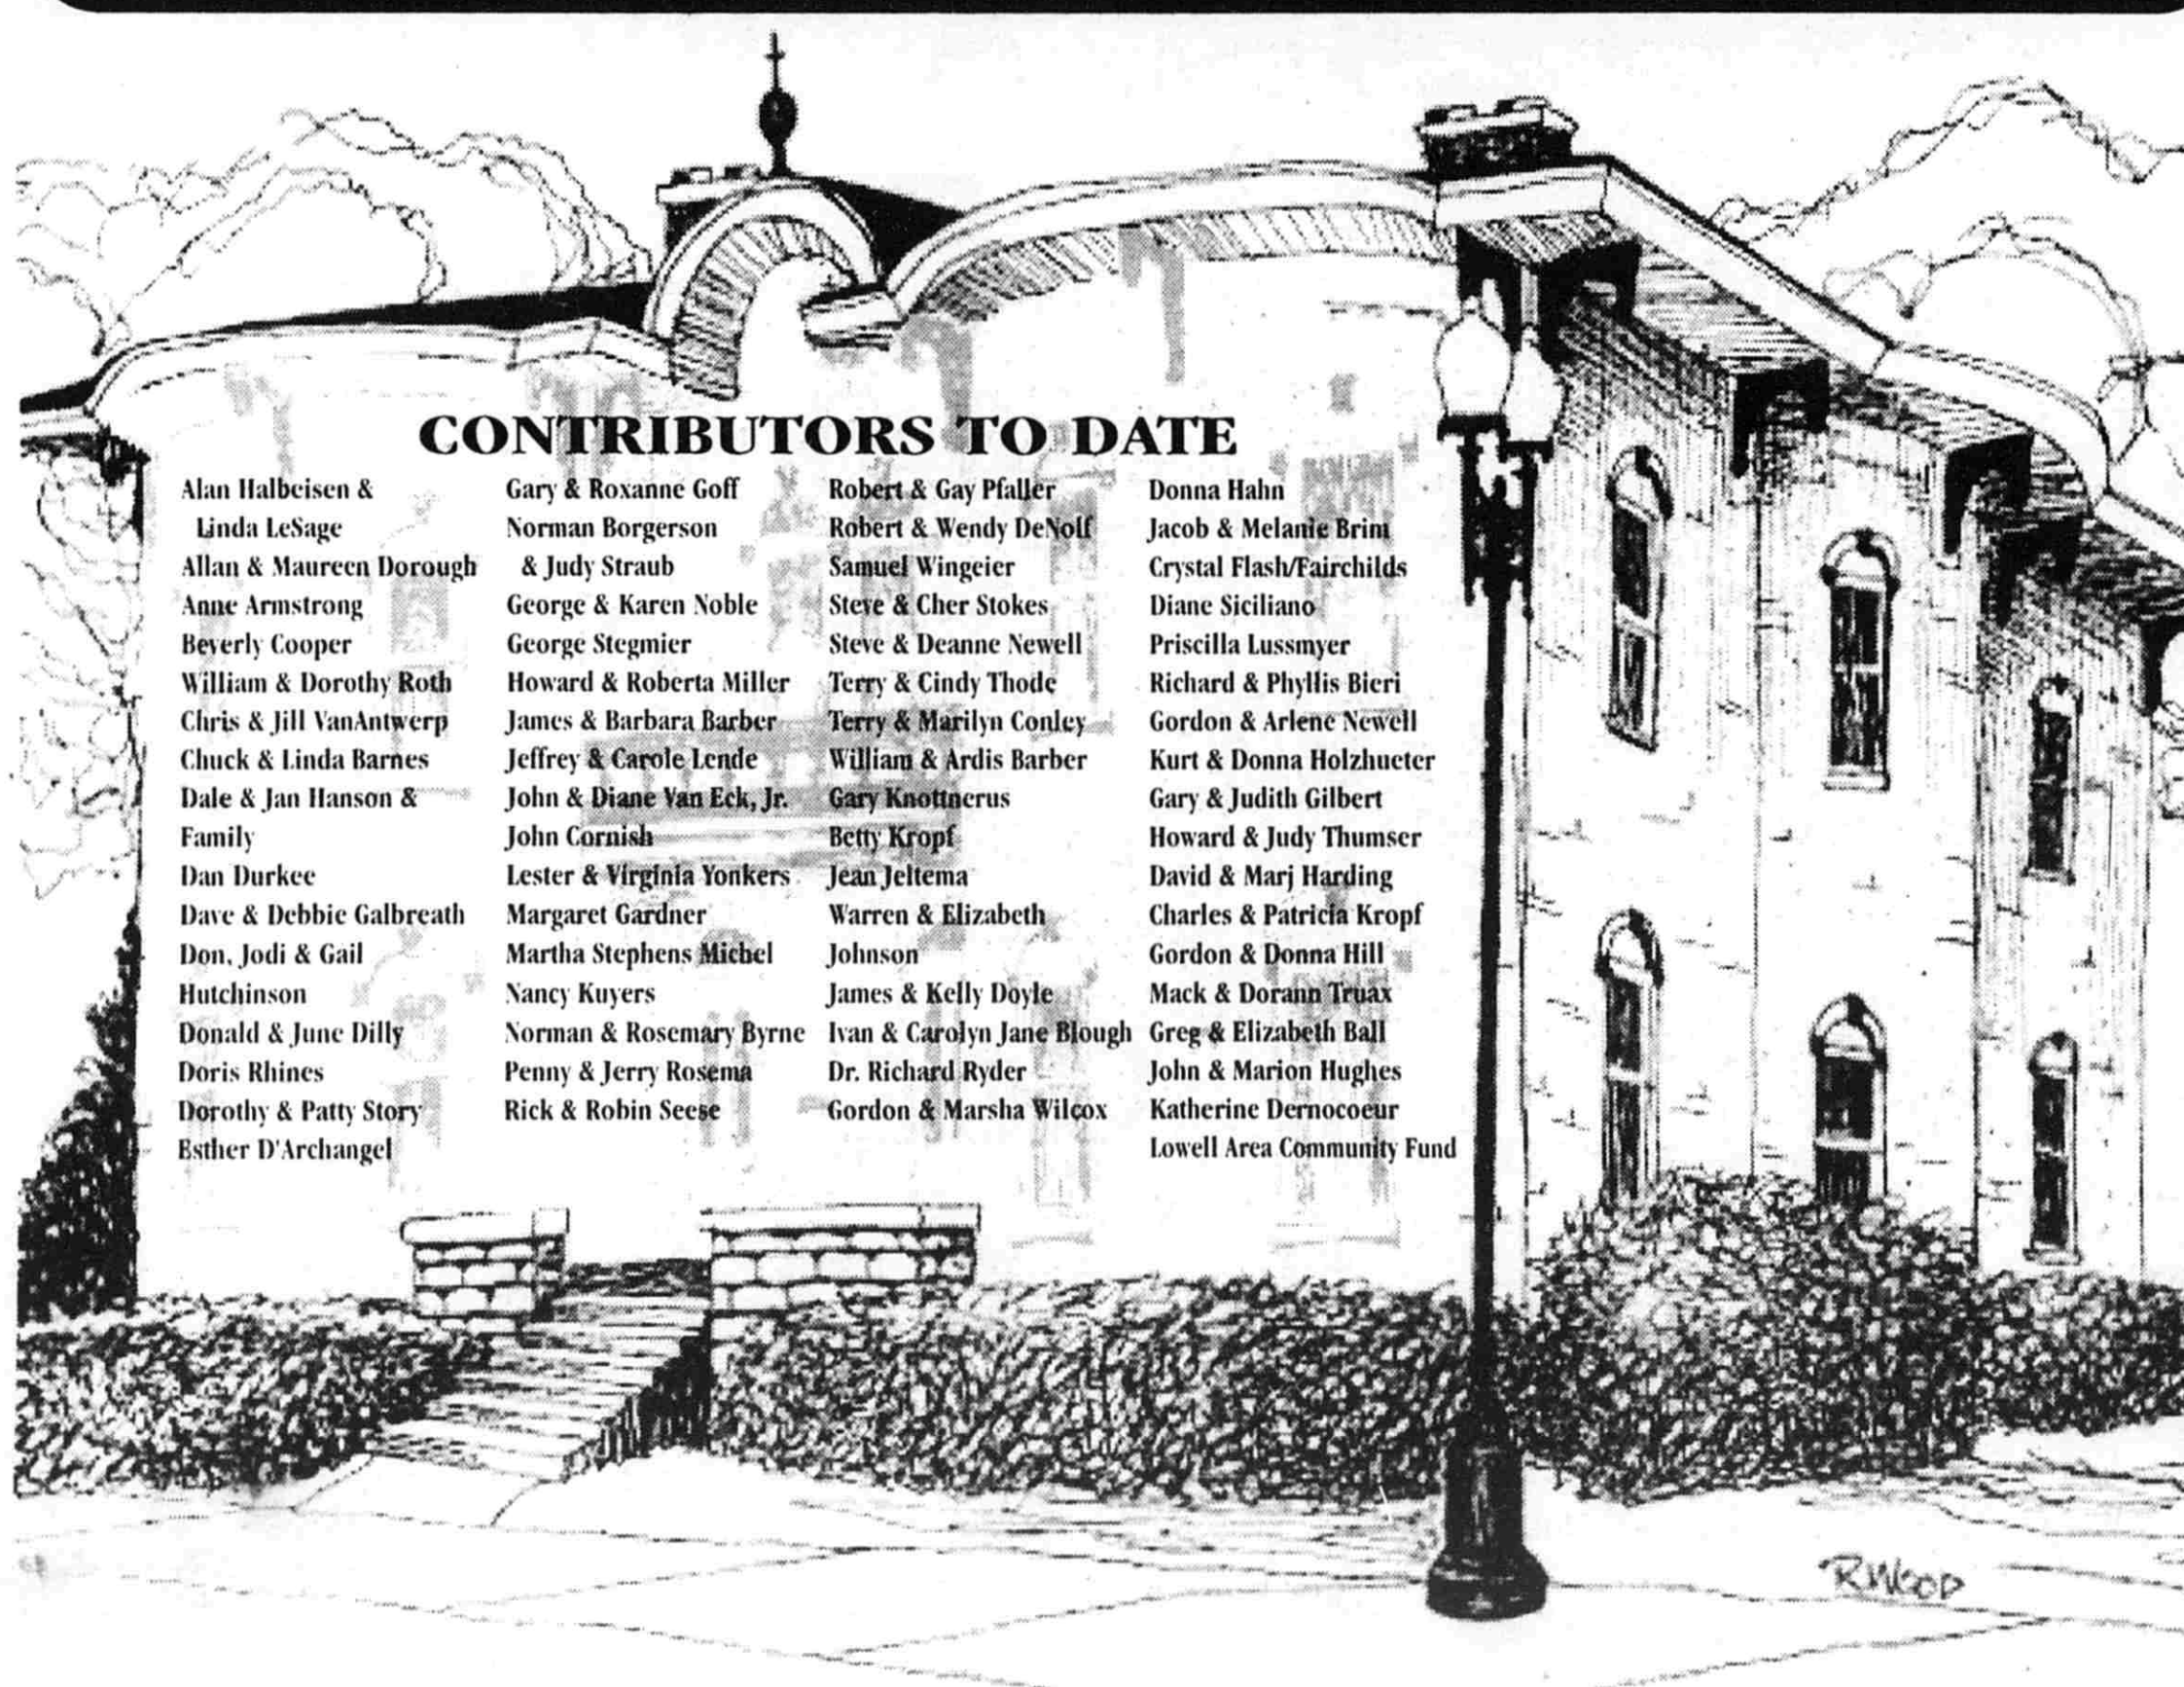 CONTRIBUTORS TO DATE
Alan Halbeisen &
Linda LeSage
Allan & Maureen Dorough
Anne Armstrong
Beverly Cooper
William & Dorothy Roth
Chris & Jill VanAntwerp
Chuck & Linda Barnes
Dale & Jan Hanson &
Family
Dan Durkee
Dave & Debbie Galbreath
Don, Jodi & Gail
Hutchinson
Donald & June Dilly
Doris Rhines
Dorothy & Patty Story
Esther D'Archangel
Gary & Roxanne Goff
Norman Borgerson
& Judy Straub
George & Karen Noble
George Stegmier
Howard & Roberta Miller
James & Barbara Barber
Jeffrey & Carole Lende
John & Diane Van Eck, Jr.
John Cornish
Lester & Virginia Yonkers
Margaret Gardner
Martha Stephens Michel
Nancy Kuyers
Norman & Rosemary Byrne
Penny & Jerry Rosema
Rick & Robin Seese
Robert & Gay Pfaller
Robert & Wendy DeNolf
Samuel Wingeier
Steve & Cher Stokes
Steve & Deanne Newell
Terry & Cindy Thode
Terry & Marilyn Conley
William & Ardis Barber
Gary Knottnerus
Betty Kropf
Jean Jeltema
Warren & Elizabeth
Johnson
James & Kelly Doyle
Ivan & Carolyn Jane Blough
Dr. Richard Ryder
Gordon & Marsha Wilcox
Donna Hahn
Jacob & Melanie Brim
Crystal Flash/Fairchilds
Diane Siciliano
Priscilla Lussmyer
Richard & Phyllis Bieri
Gordon & Arlene Newell
Kurt & Donna Holzhueter
Gary & Judith Gilbert
Howard & Judy Thumser
David & Marj Harding
Charles & Patricia Kropf
Gordon & Donna Hill
Mack & Dorann Truax
Greg & Elizabeth Ball
John & Marion Hughes
Katherine Dernocoeur
Lowell Area Community Fund
R WOOD